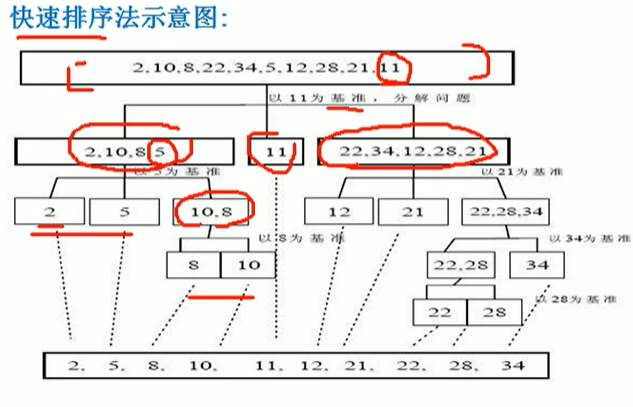 快速排序法示意图:
2,10,8,22,34,5,12,28,21,11
以11为基准，分解问题
2,10,8 5
11
22,34,12,28,21
以5为基准
以21为基准
2
5
10,8
12
21
22,28,34
以8为基准
以34为基准
8
10
22,28
34
以28为基准
22
28
2, 5, 8, 10, 11, 12, 21, 22, 28, 34